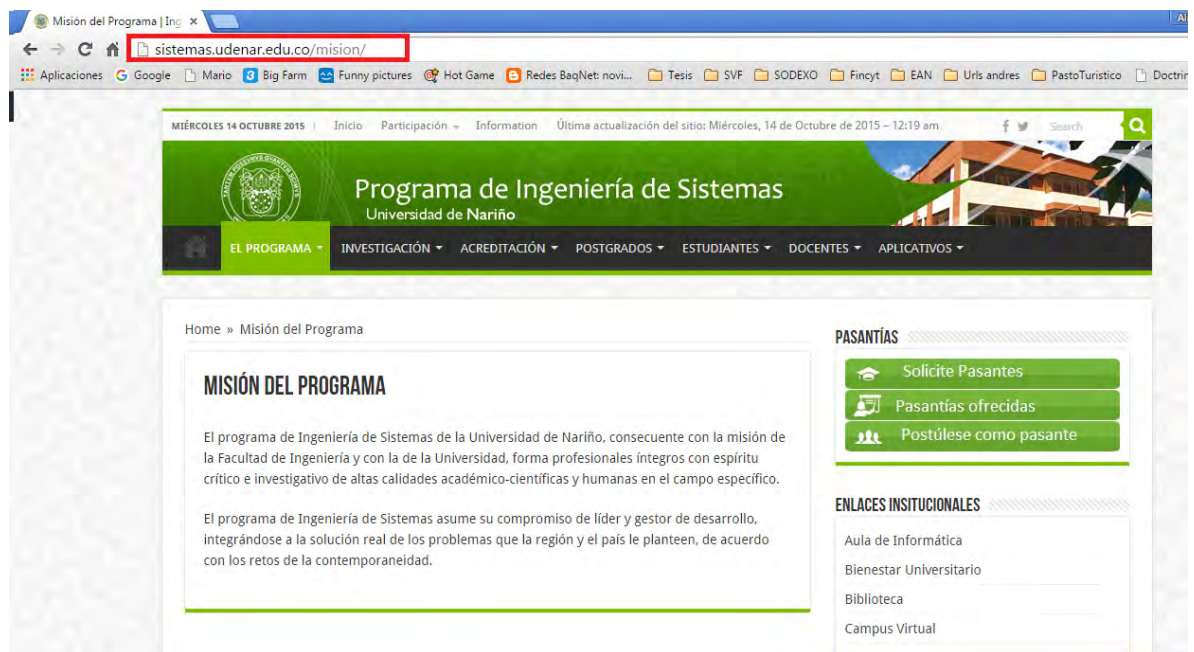 Misión del Programa | Ing
sistemas.udenar.edu.co/mision/
Aplicaciones Google Mario Big Farm Funny pictures Hot Game Redes BaqNet: novi... Tesis SVF SODEXO Fincyt EAN Urls andres PastoTuristico Doctrin
MIÉRCOLES 14 OCTUBRE 2015 Inicio Participación Information Última actualización del sitio: Miércoles, 14 de Octubre de 2015 – 12:19 am Search
Programa de Ingeniería de Sistemas
Universidad de Nariño
EL PROGRAMA INVESTIGACIÓN ACREDITACIÓN POSTGRADOS ESTUDIANTES DOCENTES APLICATIVOS
Home » Misión del Programa
MISIÓN DEL PROGRAMA
El programa de Ingeniería de Sistemas de la Universidad de Nariño, consecuente con la misión de
la Facultad de Ingeniería y con la de la Universidad, forma profesionales íntegros con espíritu
crítico e investigativo de altas calidades académico-científicas y humanas en el campo específico.
El programa de Ingeniería de Sistemas asume su compromiso de líder y gestor de desarrollo,
integrándose a la solución real de los problemas que la región y el país le planteen, de acuerdo
con los retos de la contemporaneidad.
PASANTÍAS
Solicite Pasantes
Pasantías ofrecidas
Postúlese como pasante
ENLACES INSITUCIONALES
Aula de Informática
Bienestar Universitario
Biblioteca
Campus Virtual